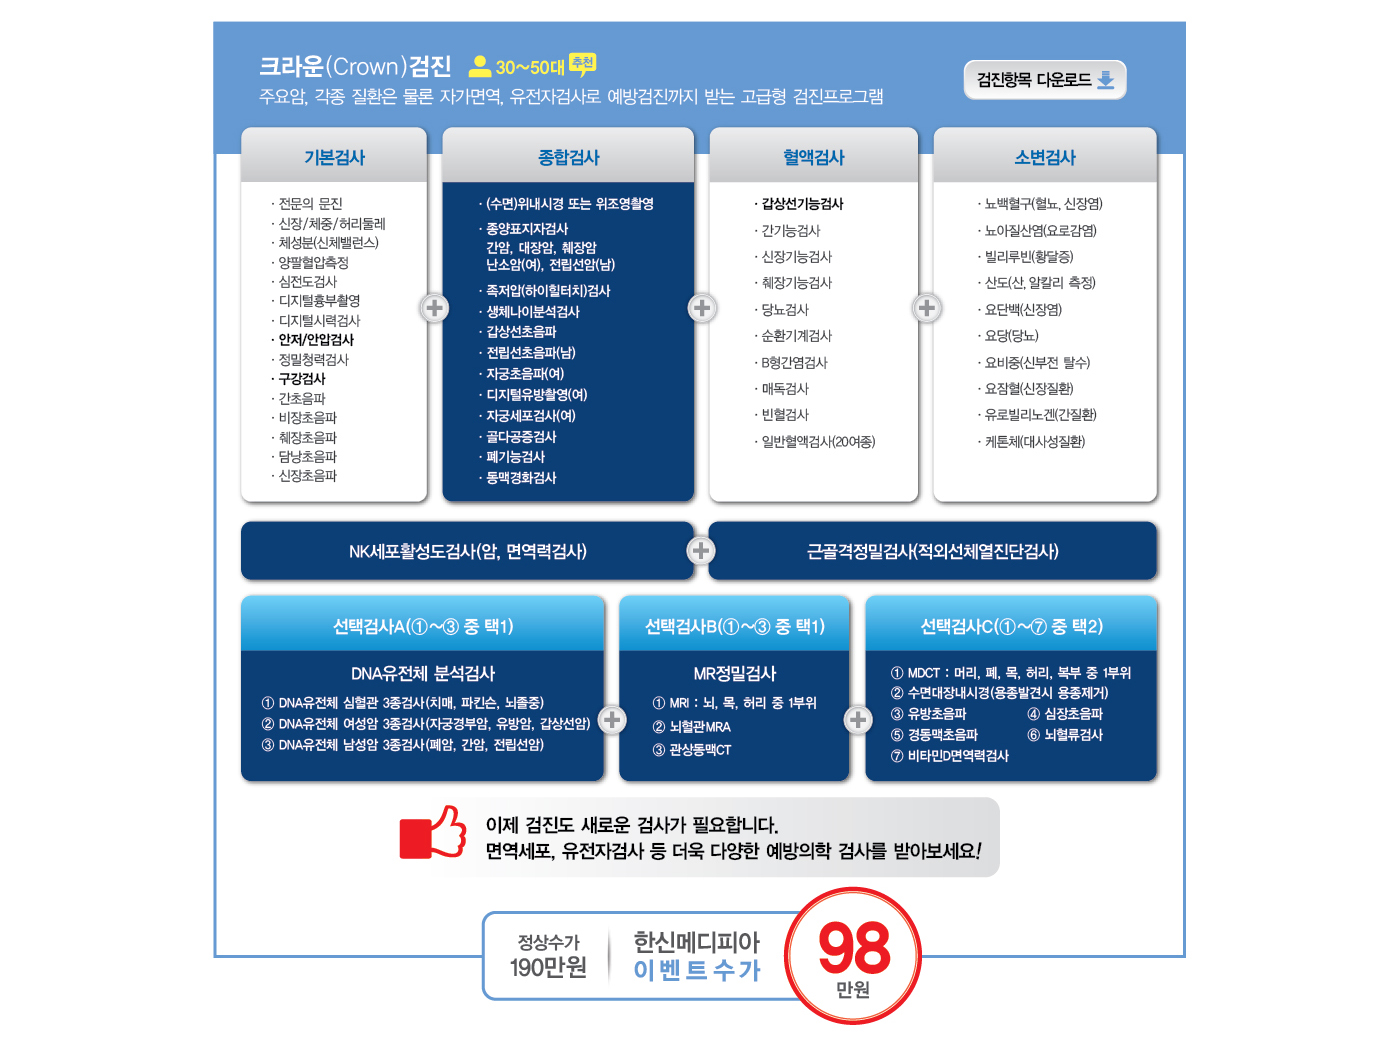 크라운(Crown)검진 30~50대 추천
주요암, 각종 질환은 물론 자가면역, 유전자검사로 예방검진까지 받는 고급형 검진프로그램
검진항목 다운로드
기본검사
· 전문의 문진
· 신장/체중/허리둘레
· 체성분(신체밸런스)
· 양팔혈압측정
· 심전도검사
· 디지털흉부촬영
· 디지털시력검사
· 안저/안압검사
· 정밀청력검사
· 구강검사
· 간초음파
· 비장초음파
· 췌장초음파
· 담낭초음파
· 신장초음파
종합검사
· (수면)위내시경 또는 위조영촬영
· 종양표지자검사
간암, 대장암, 췌장암
난소암(여), 전립선암(남)
· 족저압(하이힐터치)검사
· 생체나이분석검사
· 갑상선초음파
· 전립선초음파(남)
· 자궁초음파(여)
· 디지털유방촬영(여)
· 자궁세포검사(여)
· 골다공증검사
· 폐기능검사
· 동맥경화검사
혈액검사
· 갑상선기능검사
· 간기능검사
· 신장기능검사
· 췌장기능검사
· 당뇨검사
· 순환기계검사
· B형간염검사
· 매독검사
· 빈혈검사
· 일반혈액검사(20여종)
소변검사
· 뇨백혈구(혈뇨, 신장염)
· 뇨아질산염(요로감염)
· 빌리루빈(황달증)
· 산도(산, 알칼리 측정)
· 요단백(신장염)
· 요당(당뇨)
· 요비중(신부전 탈수)
· 요잠혈(신장질환)
· 유로빌리노겐(간질환)
· 케톤체(대사성질환)
NK세포활성도검사(암, 면역력검사)
근골격정밀검사(적외선체열진단검사)
선택검사A(①~③ 중 택1)
DNA유전체 분석검사
① DNA유전체 심혈관 3종검사(치매, 파킨슨, 뇌졸중)
② DNA유전체 여성암 3종검사(자궁경부암, 유방암, 갑상선암)
③ DNA유전체 남성암 3종검사(폐암, 간암, 전립선암)
선택검사B(①~③ 중 택1)
MR정밀검사
① MRI : 뇌, 목, 허리 중 1부위
② 뇌혈관MRA
③ 관상동맥CT
선택검사C(①~⑦ 중 택2)
① MDCT : 머리, 폐, 목, 허리, 복부 중 1부위
② 수면대장내시경(용종발견시 용종제거)
③ 유방초음파 ④ 심장초음파
⑤ 경동맥초음파 ⑥ 뇌혈류검사
⑦ 비타민D면역력검사
이제 검진도 새로운 검사가 필요합니다.
면역세포, 유전자검사 등 더욱 다양한 예방의학 검사를 받아보세요!
정상수가
190만원
한신메디피아
이벤트수가
98
만원